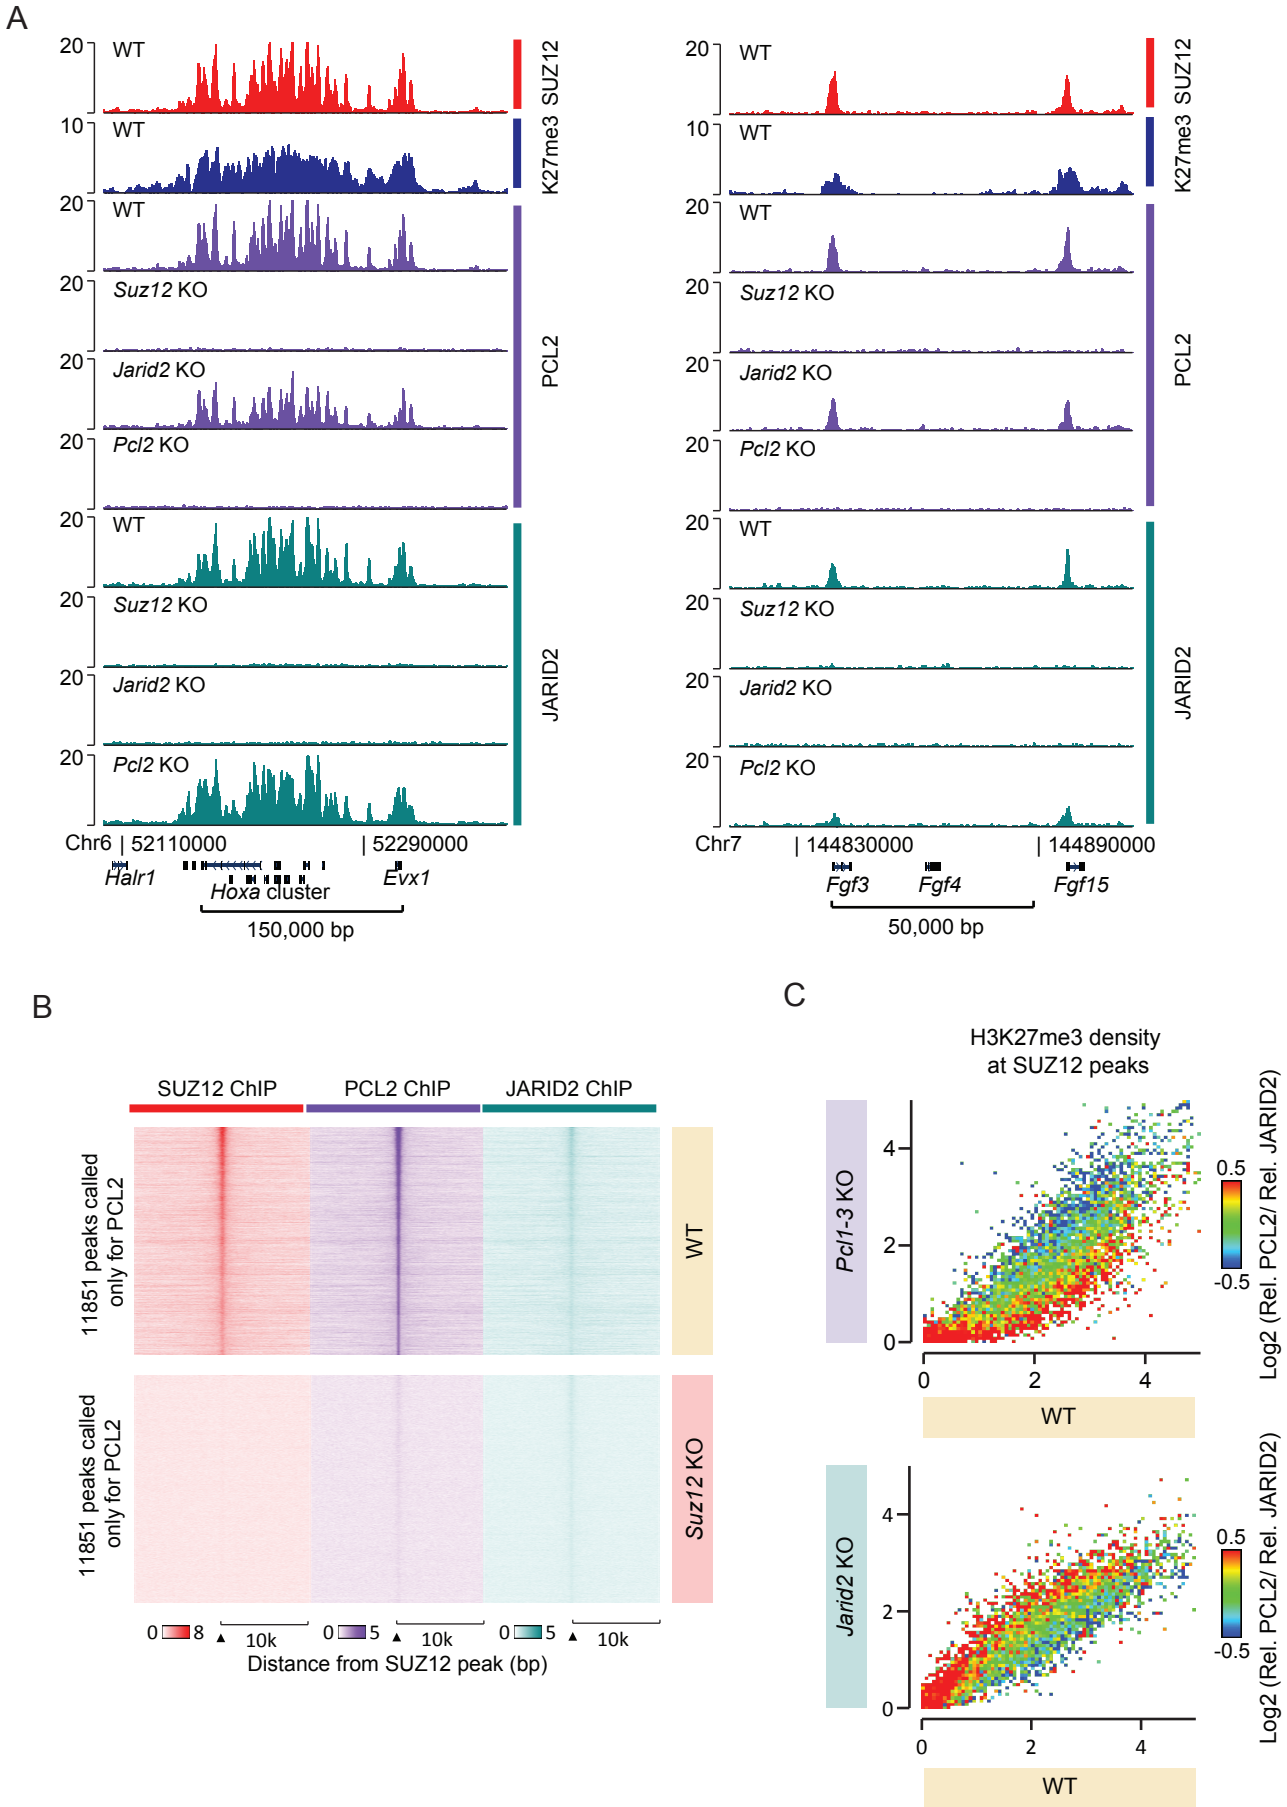 A
20
WT
SUZ12
10
WT
K27me3
20
WT
20
Suz12 KO
20
Jarid2 KO
20
Pcl2 KO
PCL2
20
WT
20
Suz12 KO
20
Jarid2 KO
20
Pcl2 KO
JARID2
Chr6 | 52110000 | 52290000
Halr1 Hoxa cluster Evx1
150,000 bp
20
WT
SUZ12
10
WT
K27me3
20
WT
20
Suz12 KO
20
Jarid2 KO
20
Pcl2 KO
PCL2
20
WT
20
Suz12 KO
20
Jarid2 KO
20
Pcl2 KO
JARID2
Chr7 | 144830000 | 144890000
Fgf3 Fgf4 Fgf15
50,000 bp
B
SUZ12 ChIP PCL2 ChIP JARID2 ChIP
11851 peaks called
only for PCL2
WT
11851 peaks called
only for PCL2
Suz12 KO
0 8 10k 0 5 10k 0 5 10k
Distance from SUZ12 peak (bp)
C
H3K27me3 density
at SUZ12 peaks
Pcl1-3 KO
4
2
0
0 2 4
WT
0.5
-0.5
Log2 (Rel. PCL2/ Rel. JARID2)
Jarid2 KO
4
2
0
0 2 4
WT
0.5
-0.5
Log2 (Rel. PCL2/ Rel. JARID2)